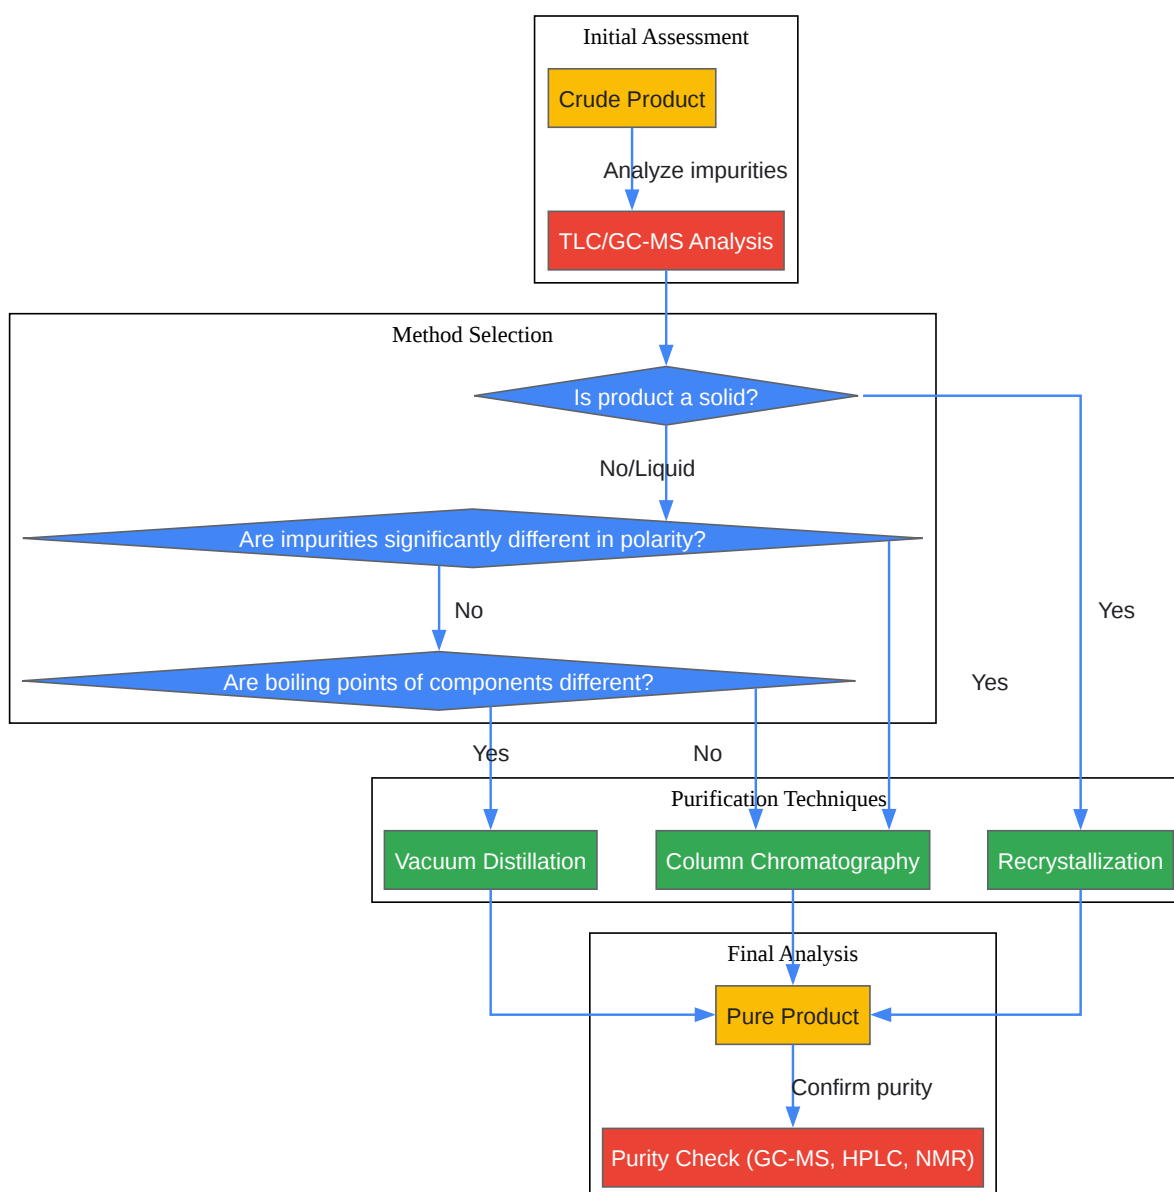 Initial Assessment
Crude Product
Analyze impurities
TLC/GC-MS Analysis
Method Selection
Is product a solid?
No/Liquid
Are impurities significantly different in polarity?
No
Yes
Are boiling points of components different?
Yes
Yes
No
Purification Techniques
Vacuum Distillation
Column Chromatography
Recrystallization
Final Analysis
Pure Product
Confirm purity
Purity Check (GC-MS, HPLC, NMR)